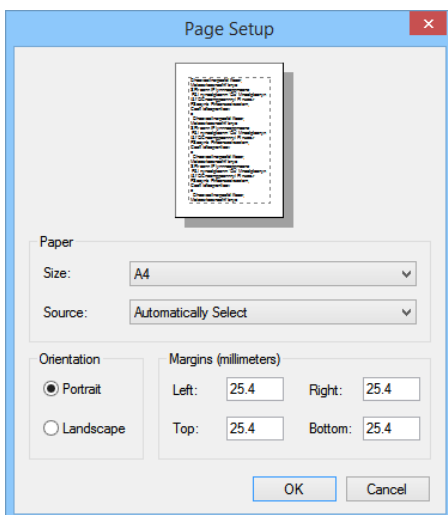 Page Setup
Paper
Size: A4
Source: Automatically Select
Orientation
Portrait
Landscape
Margins (millimeters)
Left: 25.4 Right: 25.4
Top: 25.4 Bottom: 25.4
OK Cancel